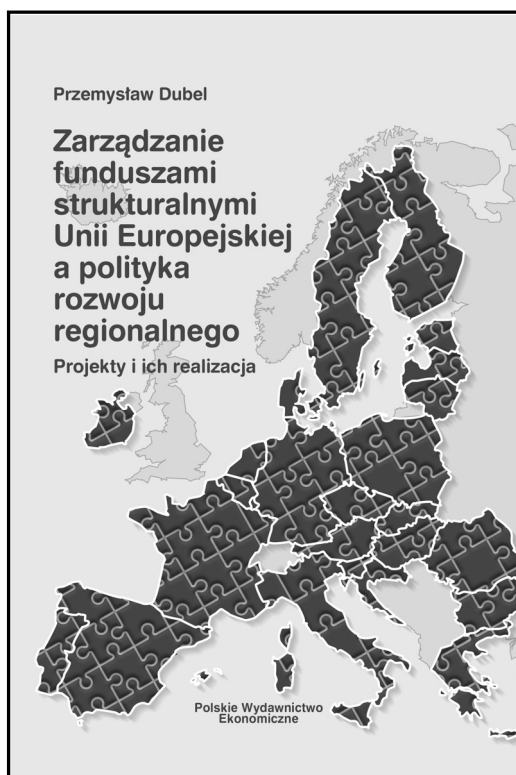 Przemysław Dubel
Zarządzanie
funduszami
strukturalnymi
Unii Europejskiej
a polityka
rozwoju
regionalnego
Projekty i ich realizacja
Polskie Wydawnictwo
Ekonomiczne